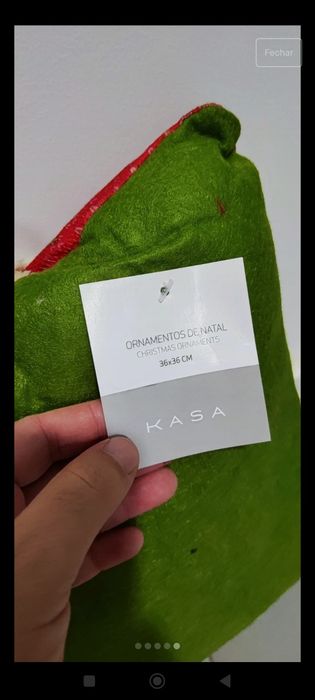 Fechar
ORNAMENTOS DE NATAL
CHRISTMAS ORNAMENTS
36x36 CM
KASA